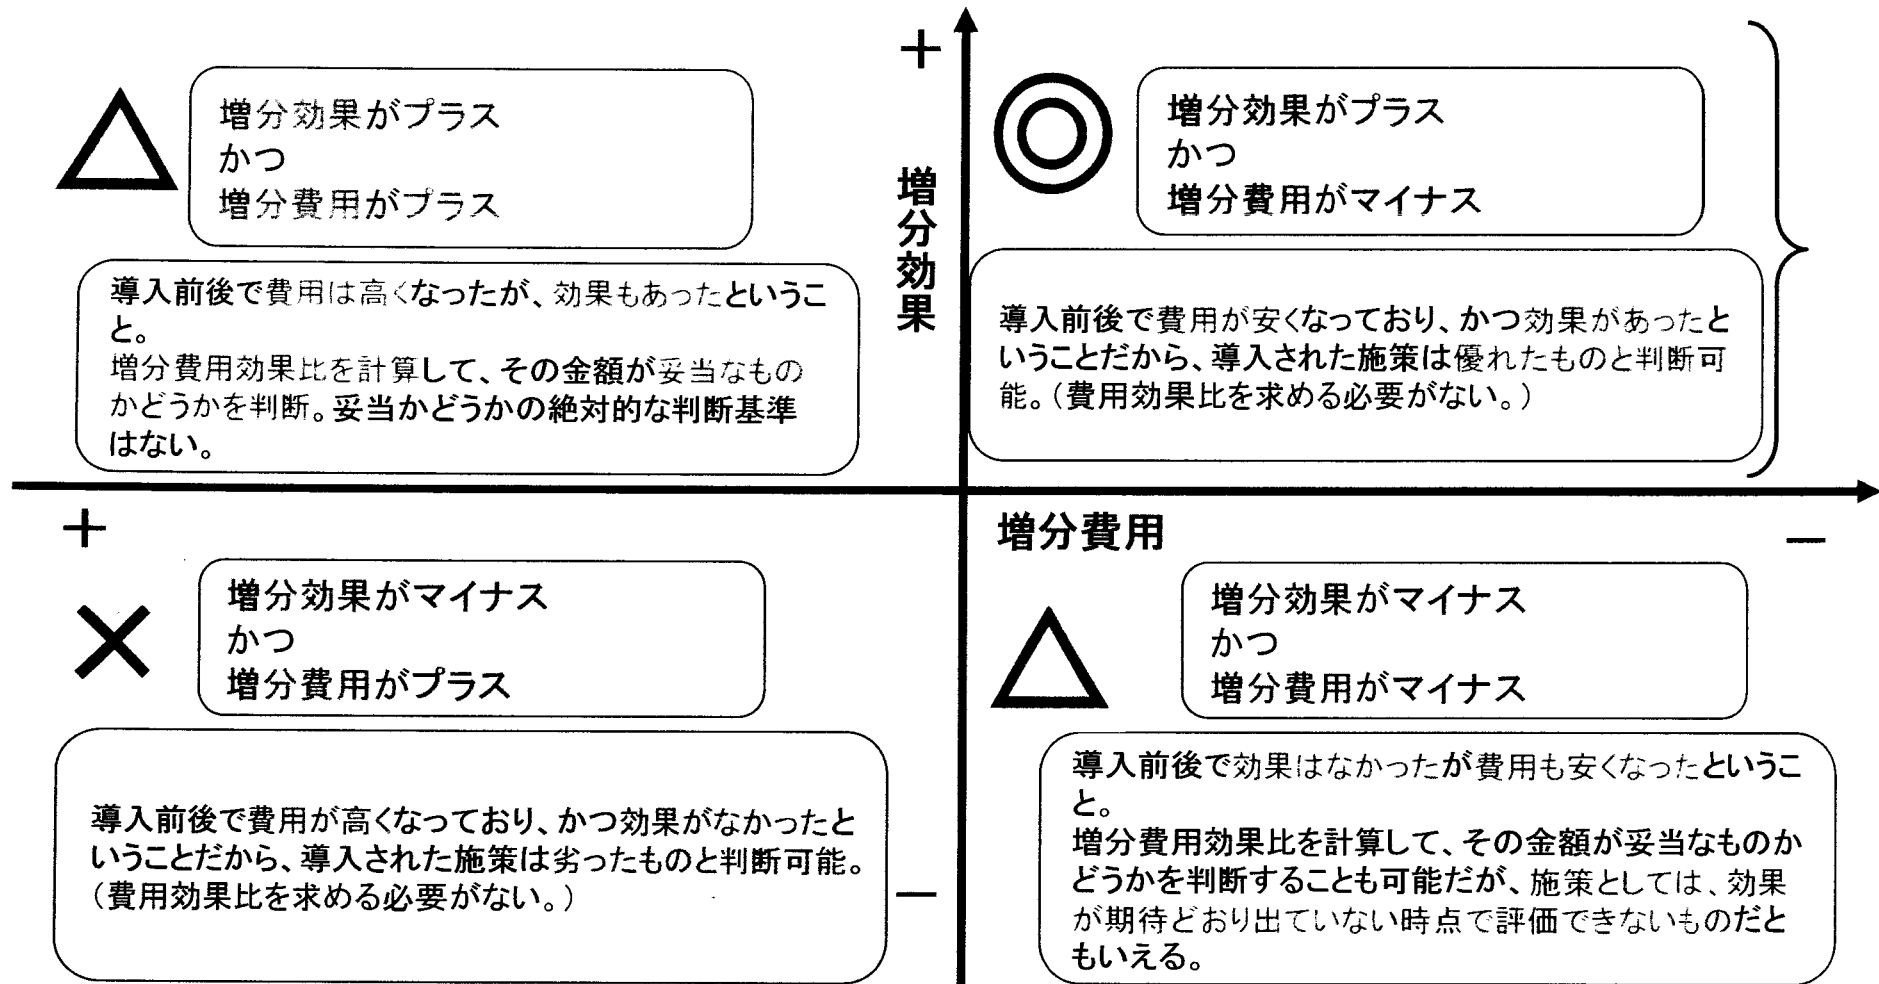 増分効果がプラス
かつ
増分費用がプラス
導入前後で費用は高くなったが、効果もあったというこ
と。
増分費用効果比を計算して、その金額が妥当なもの
かどうかを判断。妥当かどうかの絶対的な判断基準
はない。
＋
増分効果
増分効果がプラス
かつ
増分費用がマイナス
導入前後で費用が安くなっており、かつ効果があったと
いうことだから、導入された施策は優れたものと判断可
能。（費用効果比を求める必要がない。）
＋
増分費用
－
増分効果がマイナス
かつ
増分費用がプラス
導入前後で費用が高くなっており、かつ効果がなかったと
いうことだから、導入された施策は劣ったものと判断可能。
（費用効果比を求める必要がない。）
－
増分効果がマイナス
かつ
増分費用がマイナス
導入前後で効果はなかったが費用も安くなったというこ
と。
増分費用効果比を計算して、その金額が妥当なものか
どうかを判断することも可能だが、施策としては、効果
が期待どおり出ていない時点で評価できないものだと
もいえる。